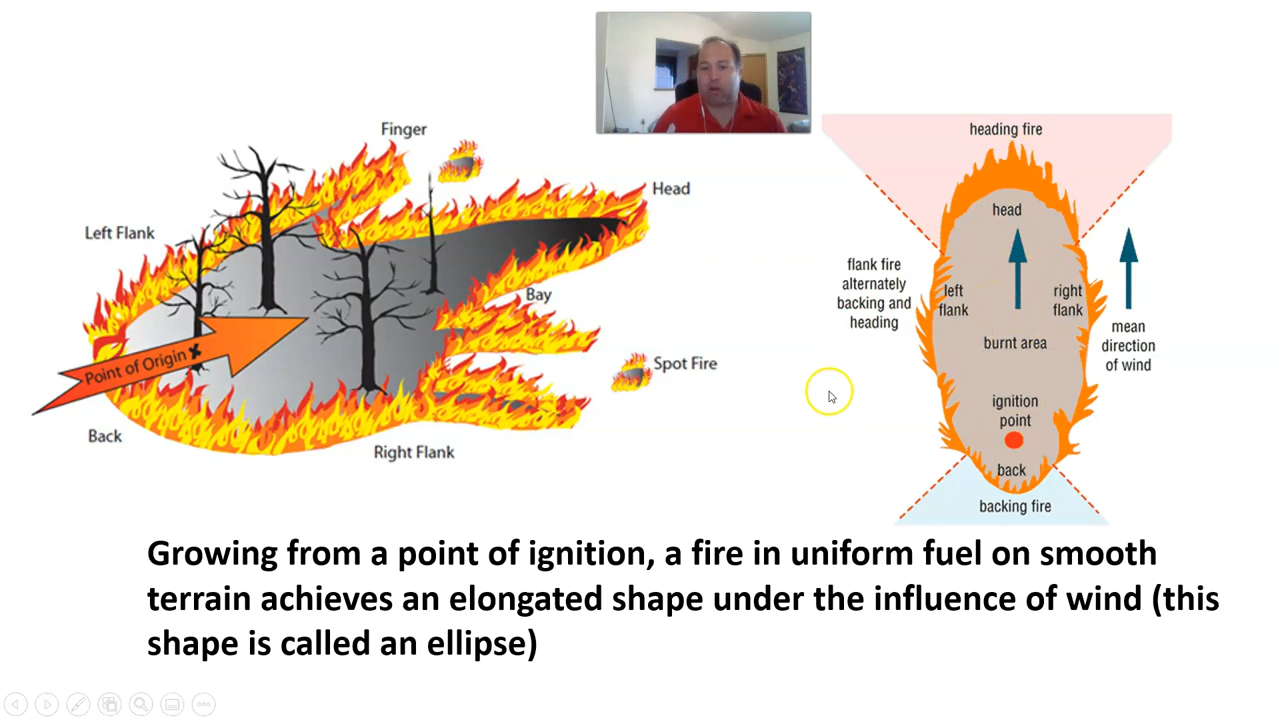 Finger
Head
Left Flank
Bay
Spot Fire
Point of Origin
Back
Right Flank
heading fire
head
flank fire
alternately
backing and
heading
left
flank
right
flank
mean
direction
of wind
burnt area
ignition
point
back
backing fire
Growing from a point of ignition, a fire in uniform fuel on smooth
terrain achieves an elongated shape under the influence of wind (this
shape is called an ellipse)